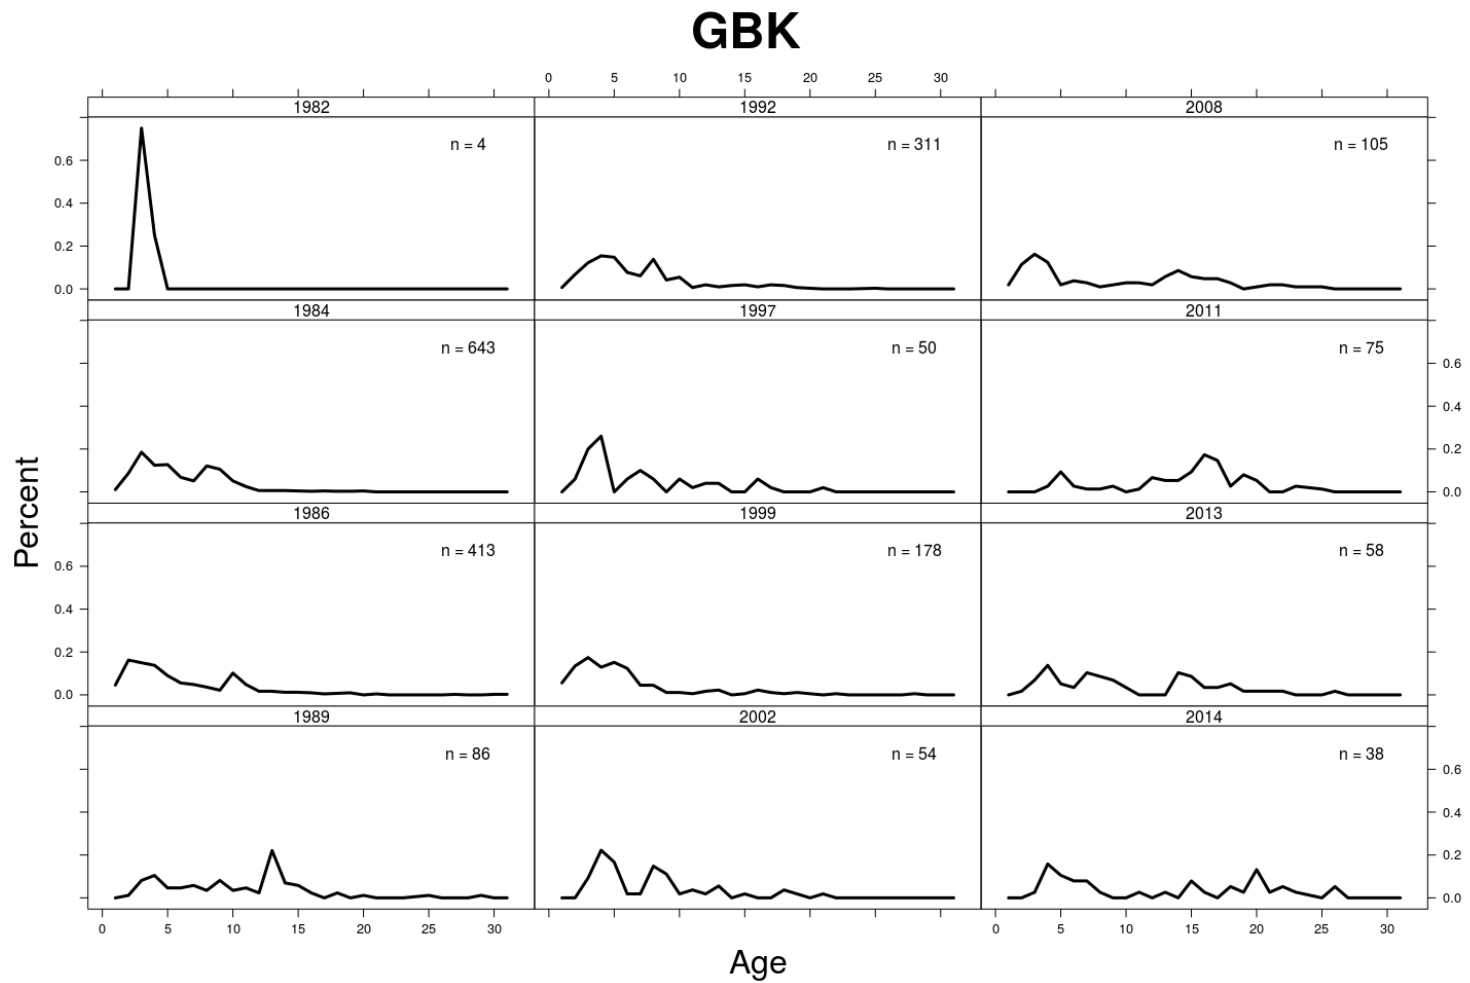 GBK
0 5 10 15 20 25 30
1982 1992 2008
n = 4 n = 311 n = 105
0.6
0.4
0.2
0.0
1984 1997 2011
n = 643 n = 50 n = 75
0.6
0.4
0.2
0.0
1986 1999 2013
n = 413 n = 178 n = 58
0.6
0.4
0.2
0.0
1989 2002 2014
n = 86 n = 54 n = 38
0.6
0.4
0.2
0.0
0 5 10 15 20 25 30 0 5 10 15 20 25 30
Percent
Age